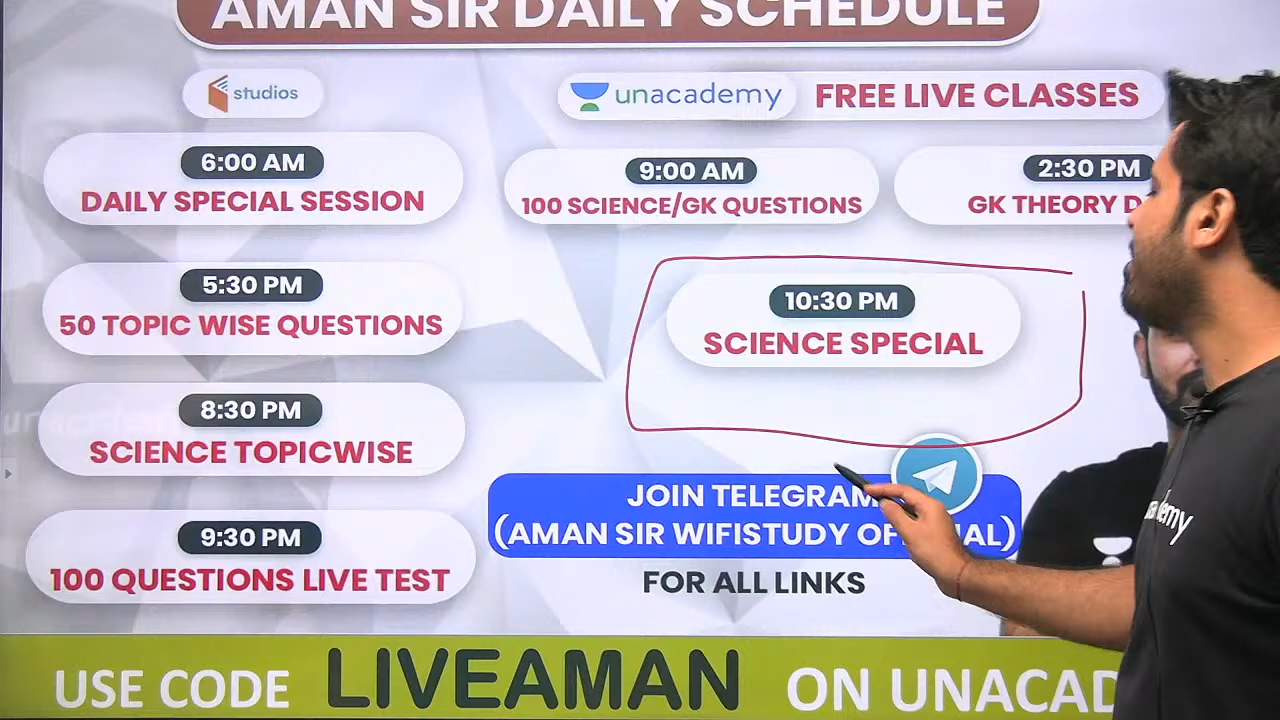 AMAN SIR DAILY SCHEDULE
studios
unacademy
FREE LIVE CLASSES
6:00 AM
DAILY SPECIAL SESSION
9:00 AM
100 SCIENCE/GK QUESTIONS
2:30 PM
GK THEORY
5:30 PM
50 TOPIC WISE QUESTIONS
10:30 PM
SCIENCE SPECIAL
8:30 PM
SCIENCE TOPICWISE
JOIN TELEGRAM
(AMAN SIR WIFISTUDY
9:30 PM
100 QUESTIONS LIVE TEST
FOR ALL LINKS
USE CODE LIVEAMAN ON